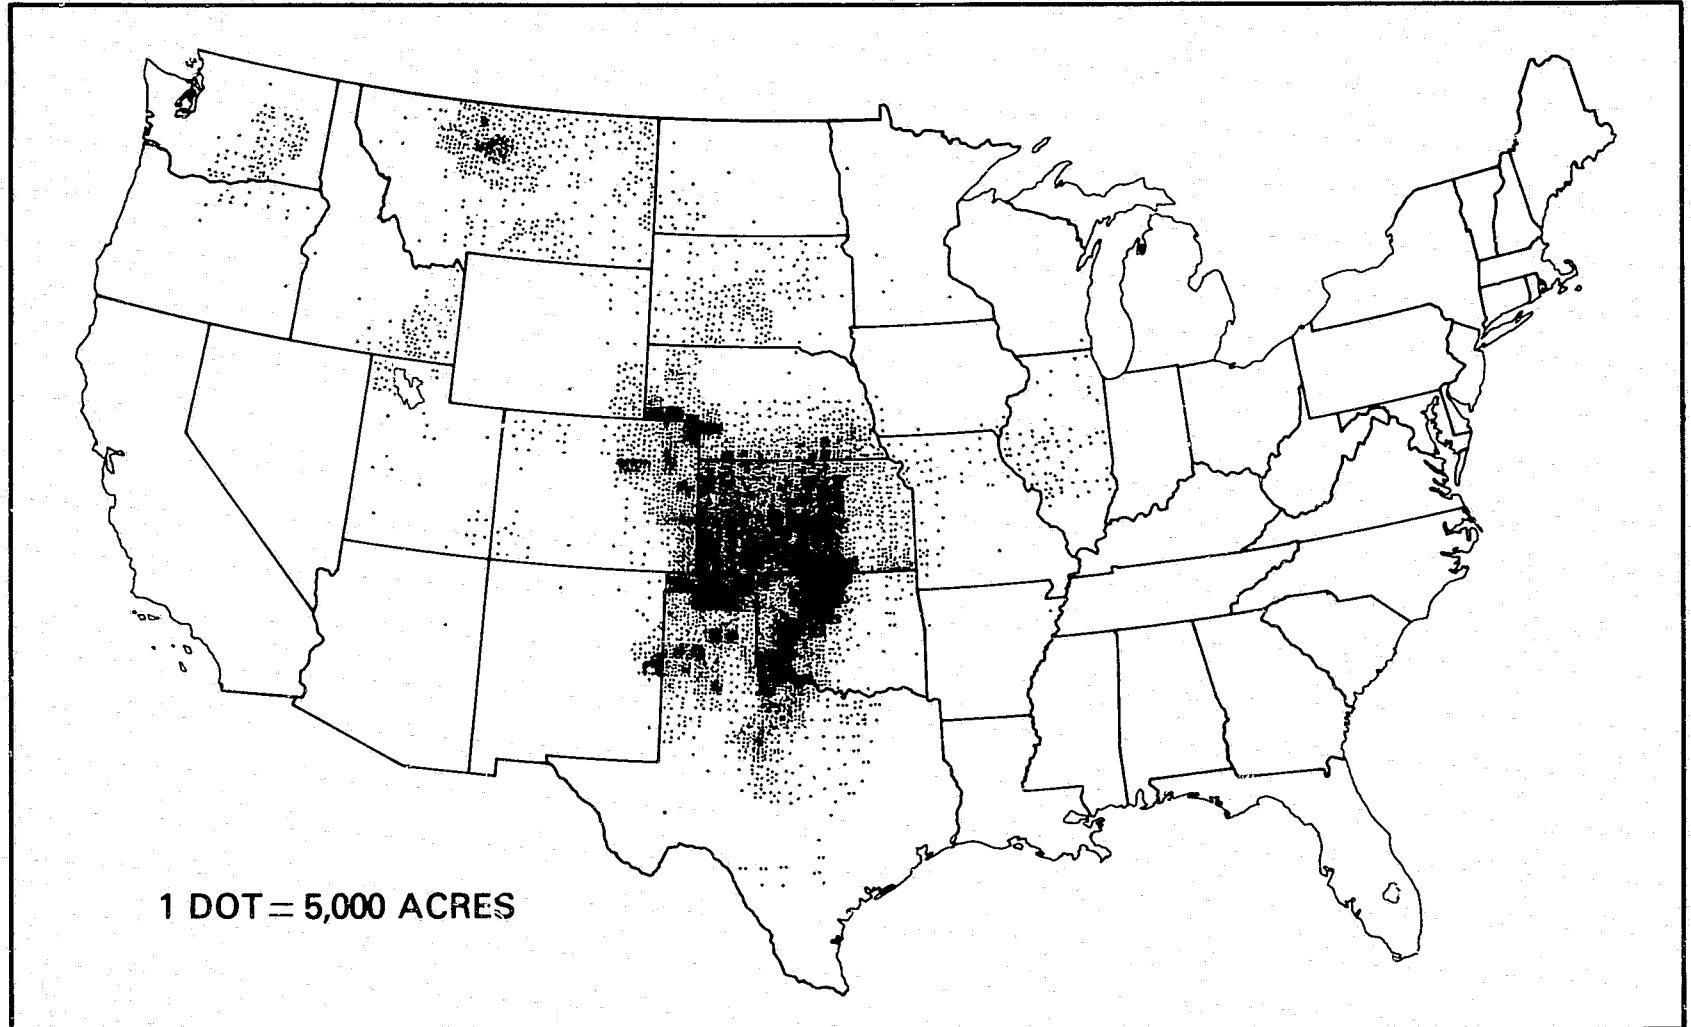 1 DOT = 5,000 ACRES